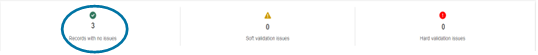 3
Records with no issues
0
Soft validation issues
0
Hard validation issues